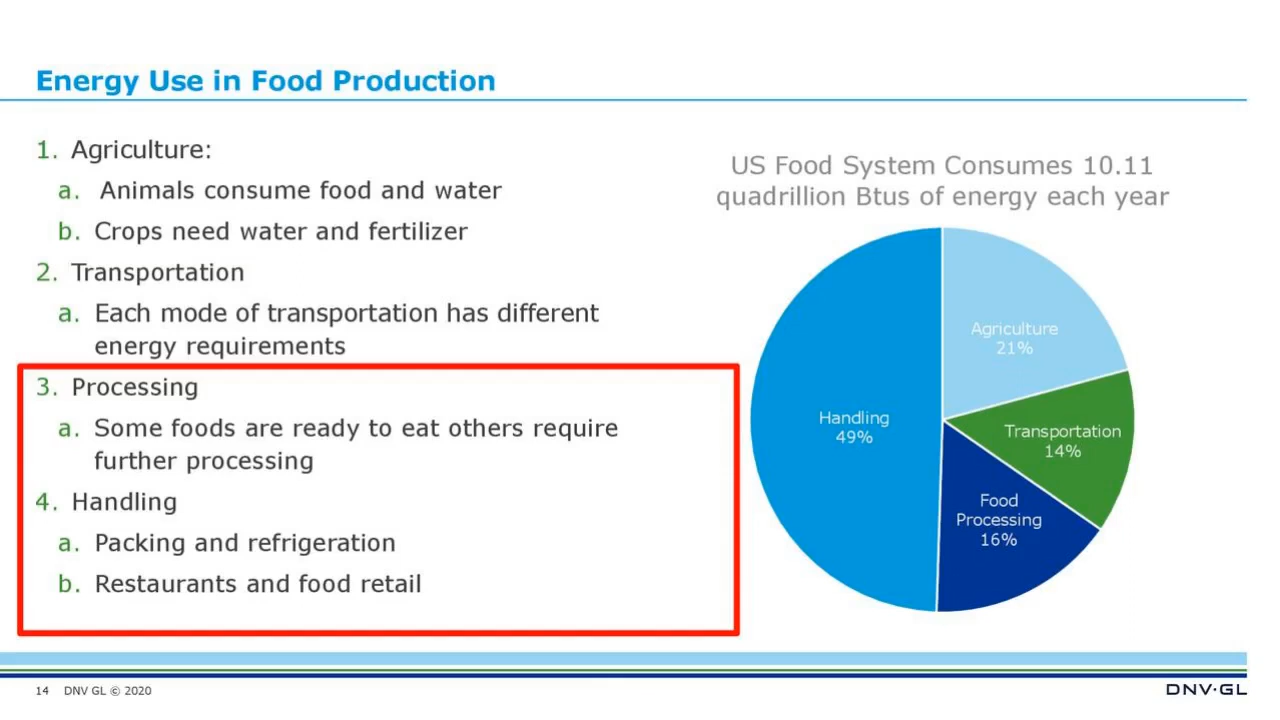 Energy Use in Food Production
1. Agriculture:
a. Animals consume food and water
b. Crops need water and fertilizer
2. Transportation
a. Each mode of transportation has different
energy requirements
3. Processing
a. Some foods are ready to eat others require
further processing
4. Handling
a. Packing and refrigeration
b. Restaurants and food retail
US Food System Consumes 10.11
quadrillion Btus of energy each year
Agriculture
21%
Transportation
14%
Food
Processing
16%
Handling
49%
14 DNV GL © 2020
DNV·GL